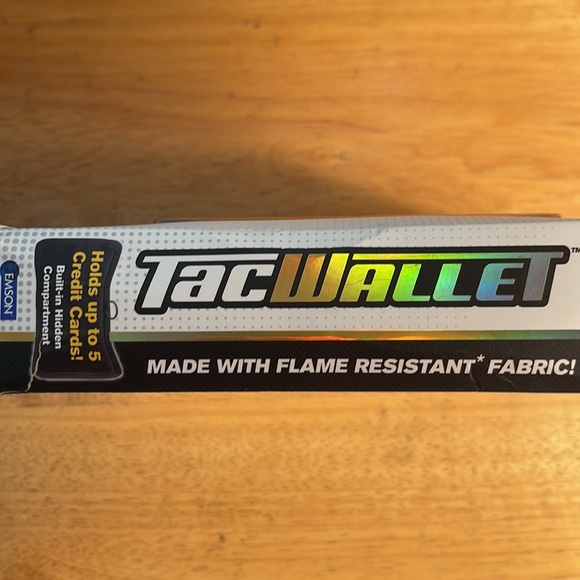 EMSON
Holds up to 5
Credit Cards!
Built-in Hidden
Compartment
TACWALLET™
MADE WITH FLAME RESISTANT* FABRIC!